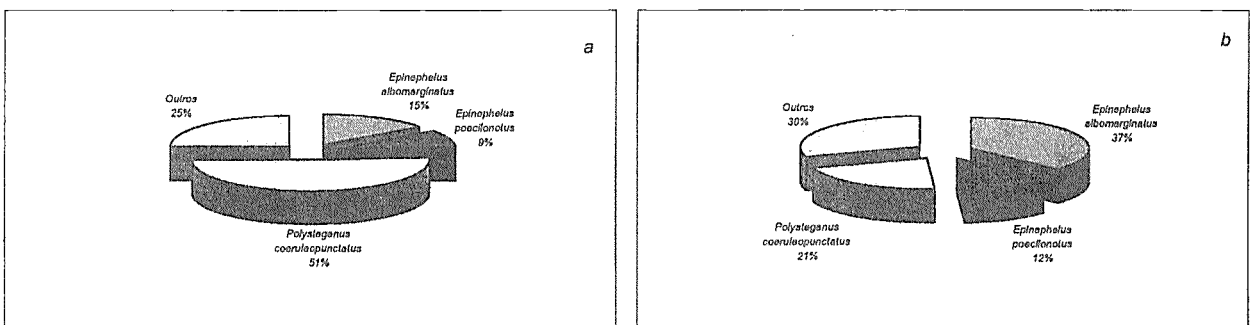 a
Epinephelus
albomarginatus
15%
Outros
25%
Epinephelus
poecilonotus
9%
Polysteganus
coeruleopunctatus
51%
b
Epinephelus
albomarginatus
37%
Outros
30%
Polysteganus
coeruleopunctatus
21%
Epinephelus
poecilonotus
12%